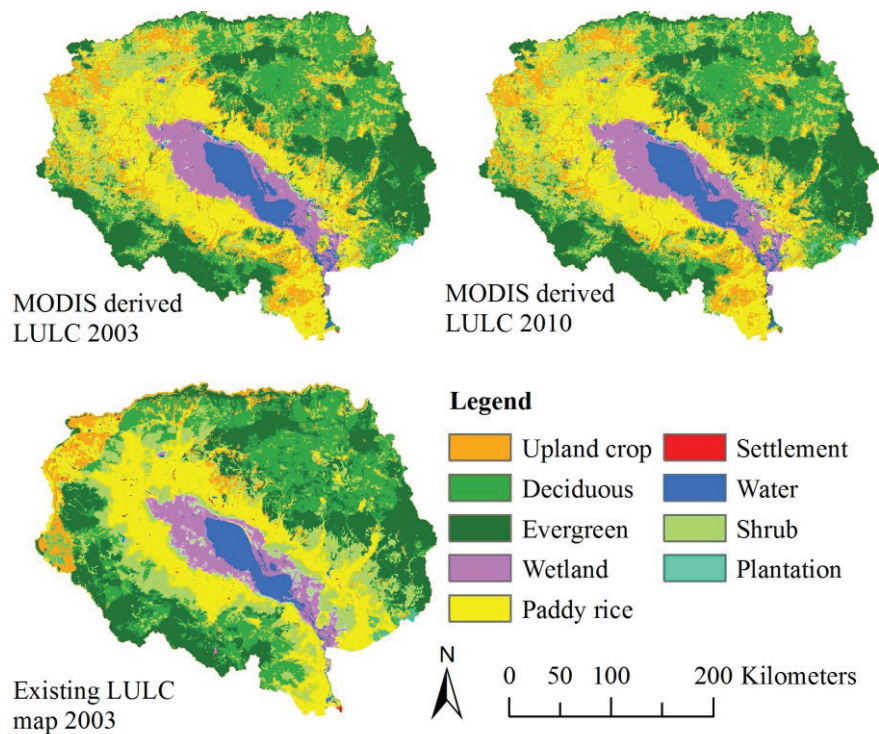 MODIS derived
LULC 2003
MODIS derived
LULC 2010
Existing LULC
map 2003
Legend
Upland crop
Deciduous
Evergreen
Wetland
Paddy rice
Settlement
Water
Shrub
Plantation
N
0 50 100 200 Kilometers